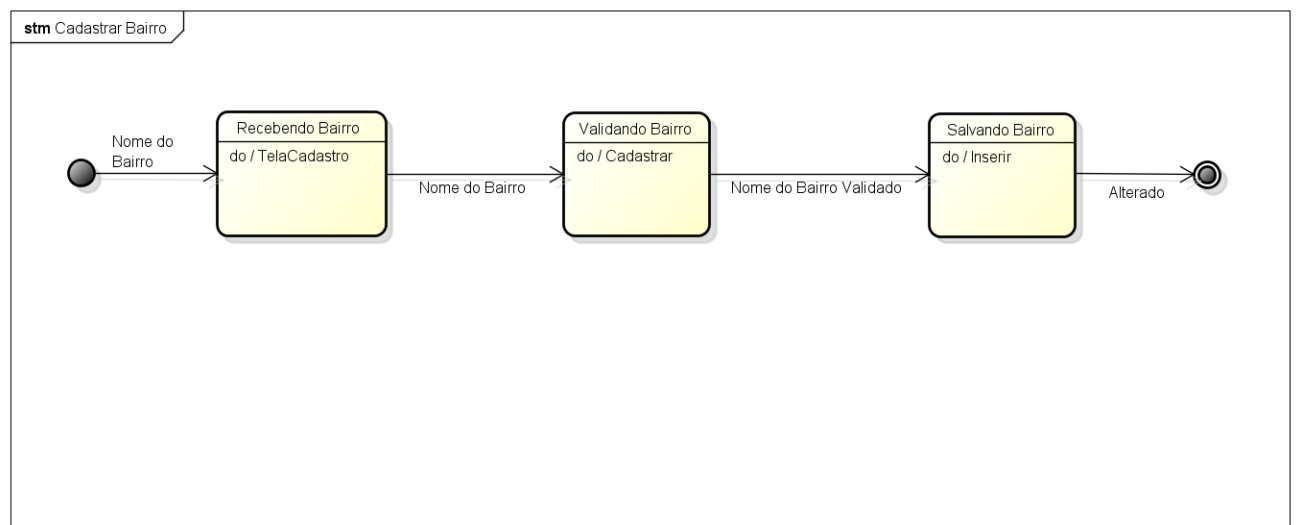 stm Cadastrar Bairro
Nome do
Bairro
Recebendo Bairro
do / TelaCadastro
Nome do Bairro
Validando Bairro
do / Cadastrar
Nome do Bairro Validado
Salvando Bairro
do / Inserir
Alterado